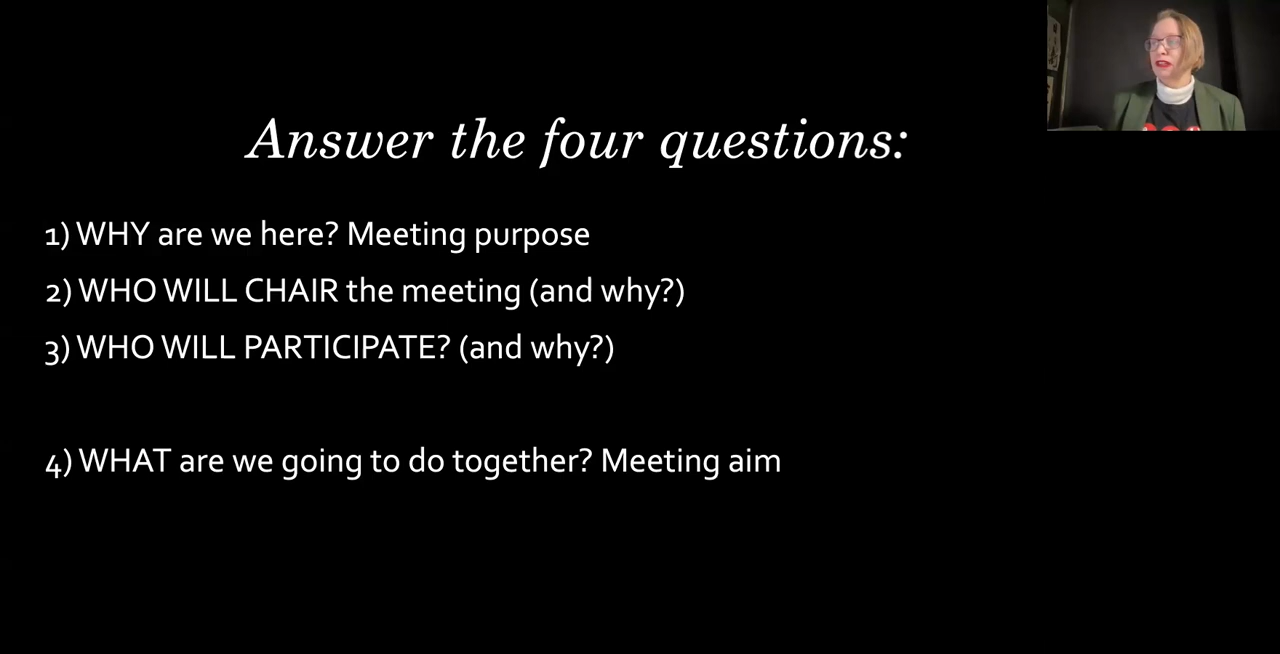 Answer the four questions:
1) WHY are we here? Meeting purpose
2) WHO WILL CHAIR the meeting (and why?)
3) WHO WILL PARTICIPATE? (and why?)
4) WHAT are we going to do together? Meeting aim